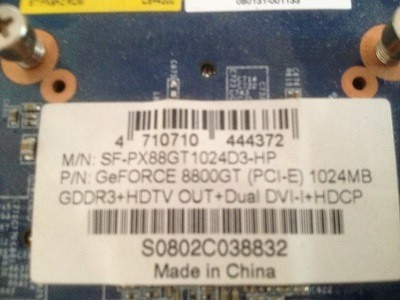 4 710710 444372
M/N: SF-PX88GT1024D3-HP
P/N: GeFORCE 8800GT (PCI-E) 1024MB
GDDR3+HDTV OUT+Dual DVI-I+HDCP
S0802C038832
Made in China